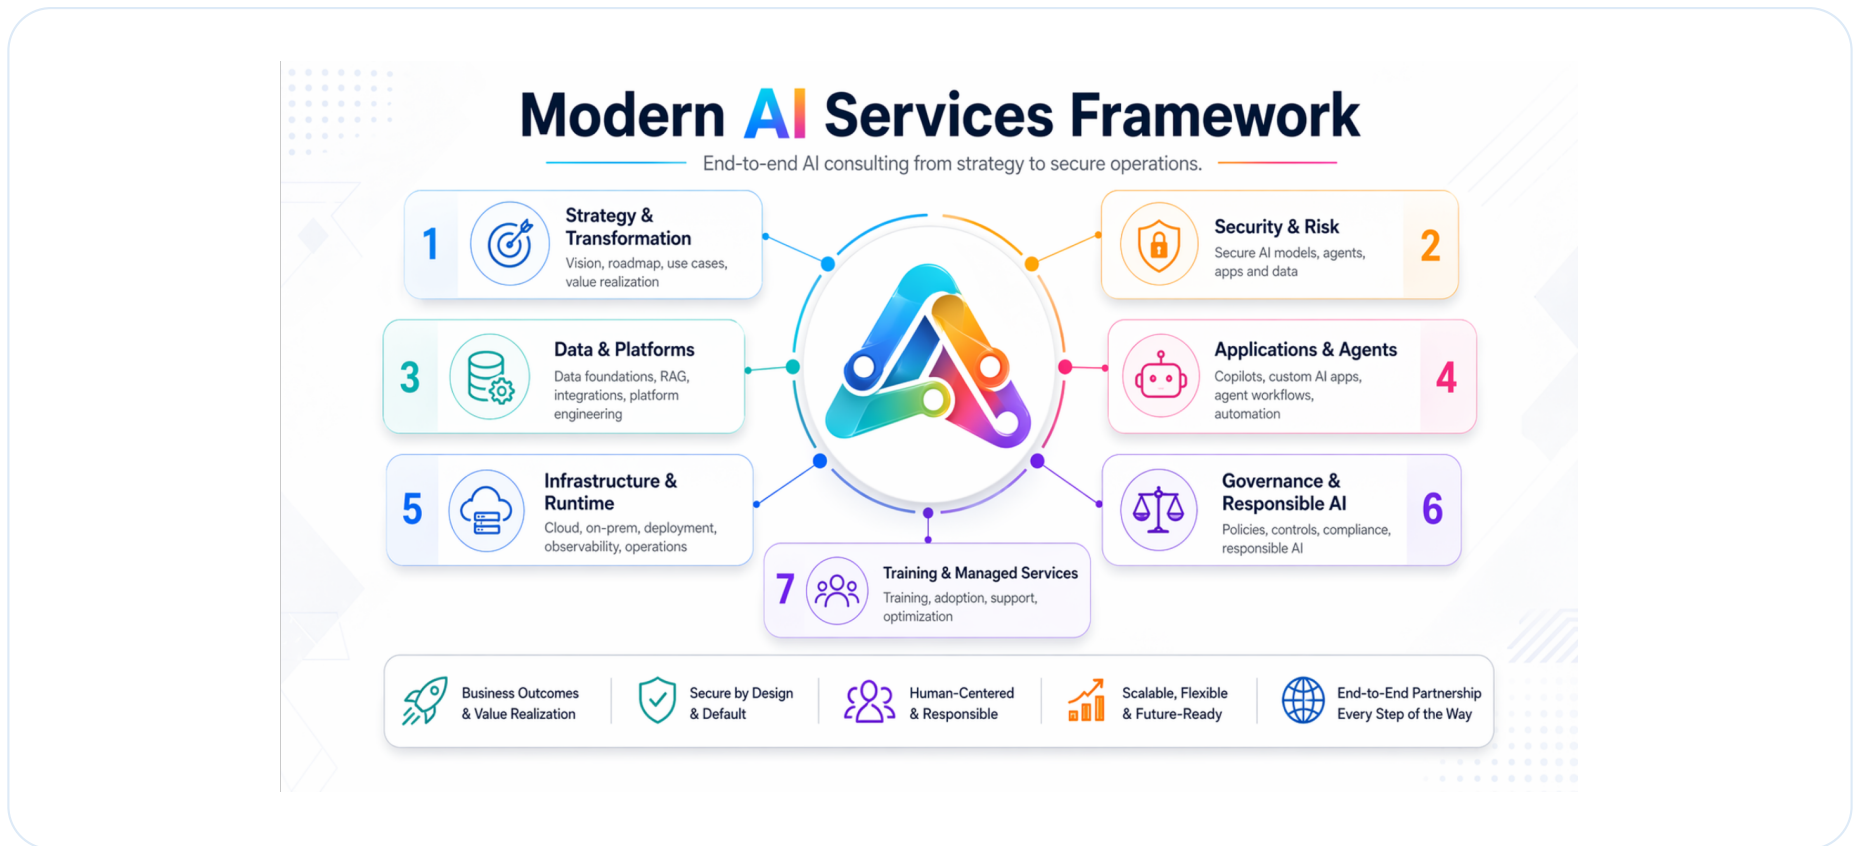 Modern AI Services Framework
End-to-end AI consulting from strategy to secure operations.
1
Strategy &
Transformation
Vision, roadmap, use cases,
value realization
Security & Risk
Secure AI models, agents,
apps and data
2
3
Data & Platforms
Data foundations, RAG,
integrations, platform
engineering
Applications & Agents
Copilots, custom AI apps,
agent workflows,
automation
4
5
Infrastructure &
Runtime
Cloud, on-prem, deployment,
observability, operations
Governance &
Responsible AI
Policies, controls, compliance,
responsible AI
6
7
Training & Managed Services
Training, adoption, support,
optimization
Business Outcomes
& Value Realization
Secure by Design
& Default
Human-Centered
& Responsible
Scalable, Flexible
& Future-Ready
End-to-End Partnership
Every Step of the Way